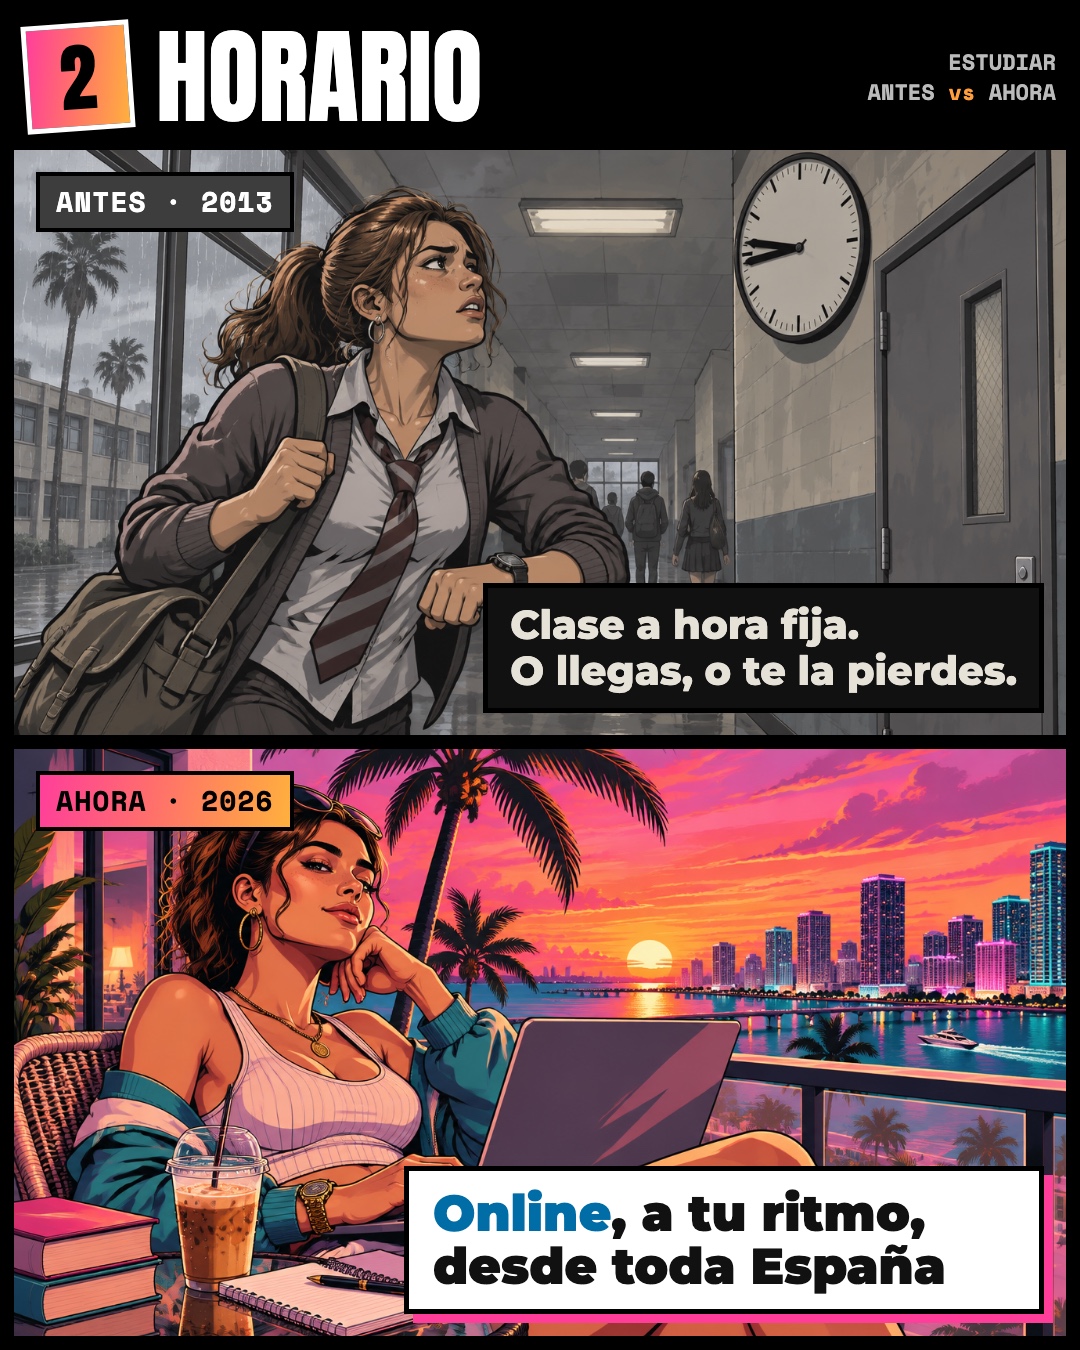 2 HORARIO
ESTUDIAR
ANTES vs AHORA
ANTES · 2013
Clase a hora fija.
O llegas, o te la pierdes.
AHORA · 2026
Online, a tu ritmo,
desde toda España